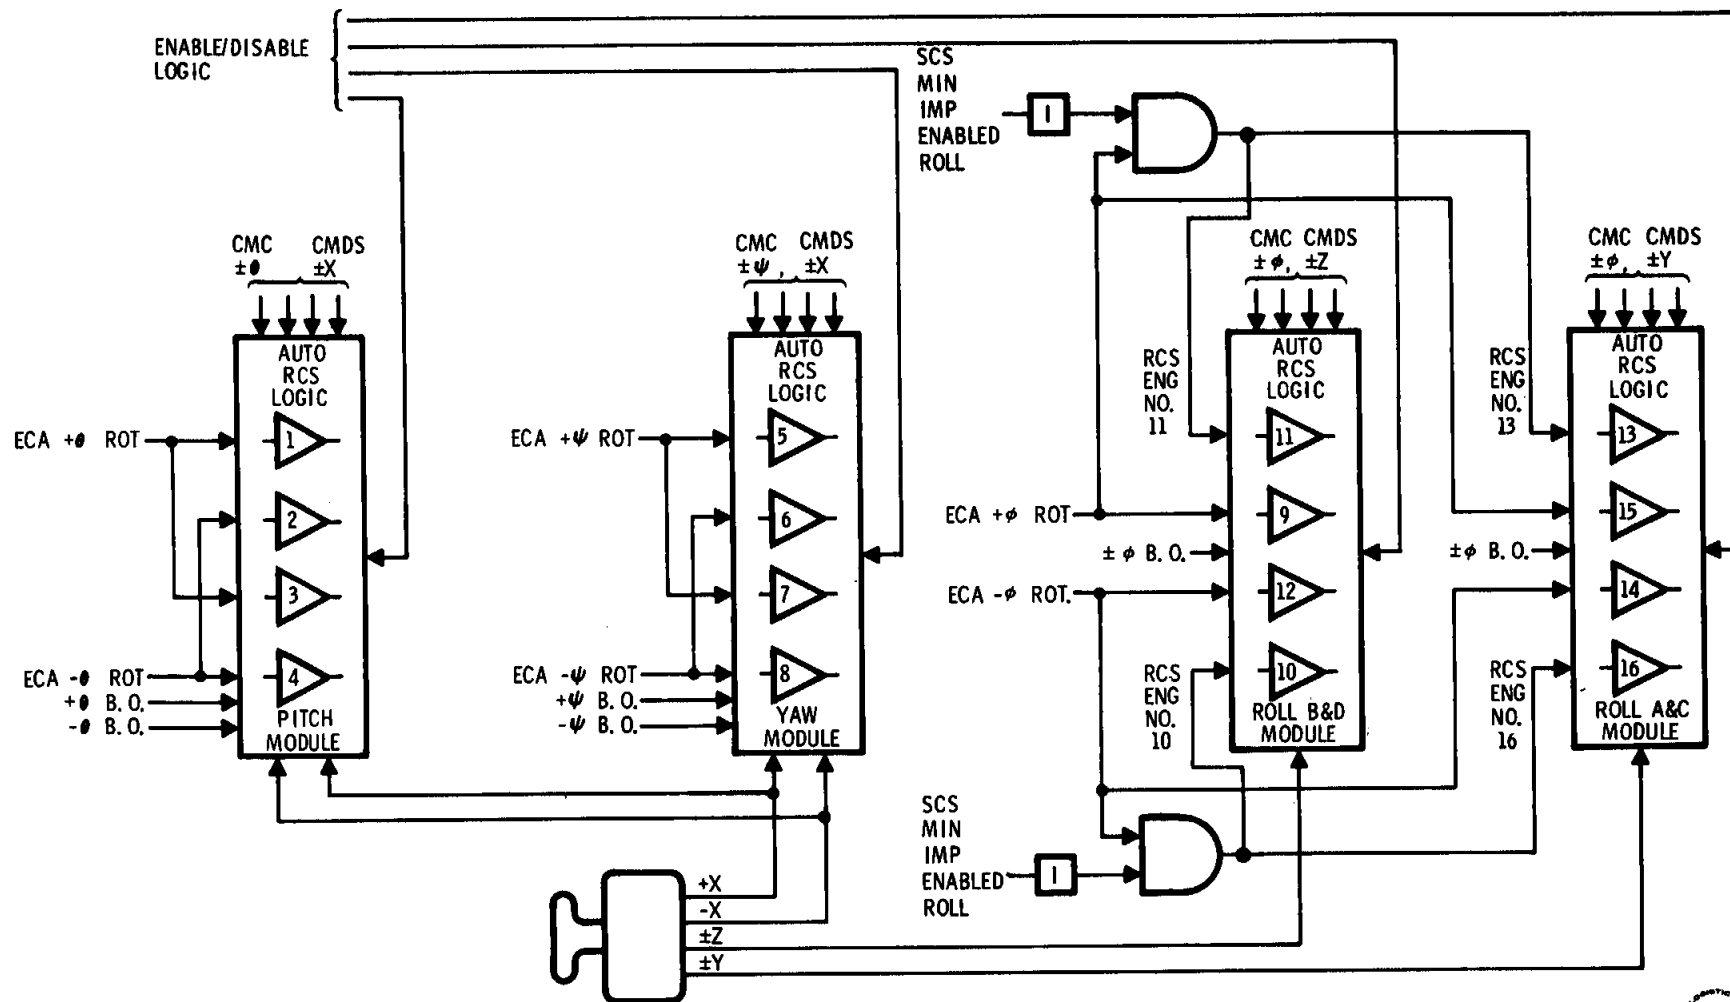 ENABLE/DISABLE
LOGIC
SCS
MIN
IMP
ENABLED
ROLL
I
CMC CMDS
±θ ±X
AUTO
RCS
LOGIC
1
2
3
4
PITCH
MODULE
ECA +θ ROT
ECA -θ ROT
+θ B.O.
-θ B.O.
CMC CMDS
±ψ, ±X
AUTO
RCS
LOGIC
5
6
7
8
YAW
MODULE
ECA +ψ ROT
ECA -ψ ROT
+ψ B.O.
-ψ B.O.
CMC CMDS
±φ, ±Z
RCS
ENG
NO.
11
AUTO
RCS
LOGIC
11
9
12
10
ROLL B&D
MODULE
ECA +φ ROT
±φ B.O.
ECA -φ ROT.
RCS
ENG
NO.
10
CMC CMDS
±φ, ±Y
RCS
ENG
NO.
13
AUTO
RCS
LOGIC
13
15
14
16
ROLL A&C
MODULE
±φ B.O.
RCS
ENG
NO.
16
SCS
MIN
IMP
ENABLED
ROLL
I
+X
-X
±Z
±Y